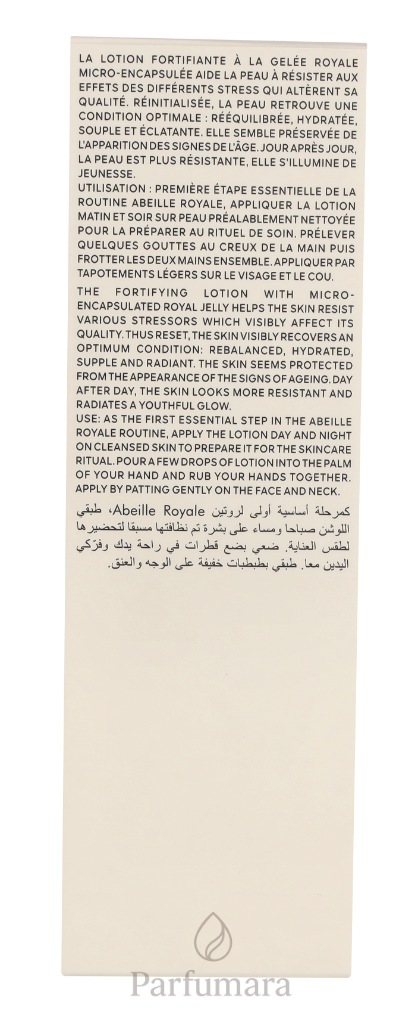 LA LOTION FORTIFIANTE À LA GELÉE ROYALE
MICRO-ENCAPSULÉE AIDE LA PEAU À RÉSISTER AUX
EFFETS DES DIFFÉRENTS STRESS QUI ALTÈRENT SA
QUALITÉ. RÉINITIALISÉE, LA PEAU RETROUVE UNE
CONDITION OPTIMALE : RÉÉQUILIBRÉE, HYDRATÉE,
SOUPLE ET ÉCLATANTE. ELLE SEMBLE PRÉSERVÉE DE
L'APPARITION DES SIGNES DE L'ÂGE. JOUR APRÈS JOUR,
LA PEAU EST PLUS RÉSISTANTE, ELLE S'ILLUMINE DE
JEUNESSE.
UTILISATION : PREMIÈRE ÉTAPE ESSENTIELLE DE LA
ROUTINE ABEILLE ROYALE, APPLIQUER LA LOTION
MATIN ET SOIR SUR PEAU PRÉALABLEMENT NETTOYÉE
POUR LA PRÉPARER AU RITUEL DE SOIN. PRÉLEVER
QUELQUES GOUTTES AU CREUX DE LA MAIN PUIS
FROTTER LES DEUX MAINS ENSEMBLE. APPLIQUER PAR
TAPOTEMENTS LÉGERS SUR LE VISAGE ET LE COU.
THE FORTIFYING LOTION WITH MICRO-
ENCAPSULATED ROYAL JELLY HELPS THE SKIN RESIST
VARIOUS STRESSORS WHICH VISIBLY AFFECT ITS
QUALITY. THUS RESET, THE SKIN VISIBLY RECOVERS AN
OPTIMUM CONDITION: REBALANCED, HYDRATED,
SUPPLE AND RADIANT. THE SKIN SEEMS PROTECTED
FROM THE APPEARANCE OF THE SIGNS OF AGEING. DAY
AFTER DAY, THE SKIN LOOKS MORE RESISTANT AND
RADIATES A YOUTHFUL GLOW.
USE: AS THE FIRST ESSENTIAL STEP IN THE ABEILLE
ROYALE ROUTINE, APPLY THE LOTION DAY AND NIGHT
ON CLEANSED SKIN TO PREPARE IT FOR THE SKINCARE
RITUAL. POUR A FEW DROPS OF LOTION INTO THE PALM
OF YOUR HAND AND RUB YOUR HANDS TOGETHER.
APPLY BY PATTING GENTLY ON THE FACE AND NECK.
كمرحلة أساسية أولى لروتين Abeille Royale، طبقي
اللوشن صباحا ومساء على بشرة تم نظافتها مسبقا لتحضيرها
لطقس العناية. ضعي بضع قطرات في راحة يدك وفرّكي
اليدين معا. طبقي بطبطبات خفيفة على الوجه والعنق.
Parfumara